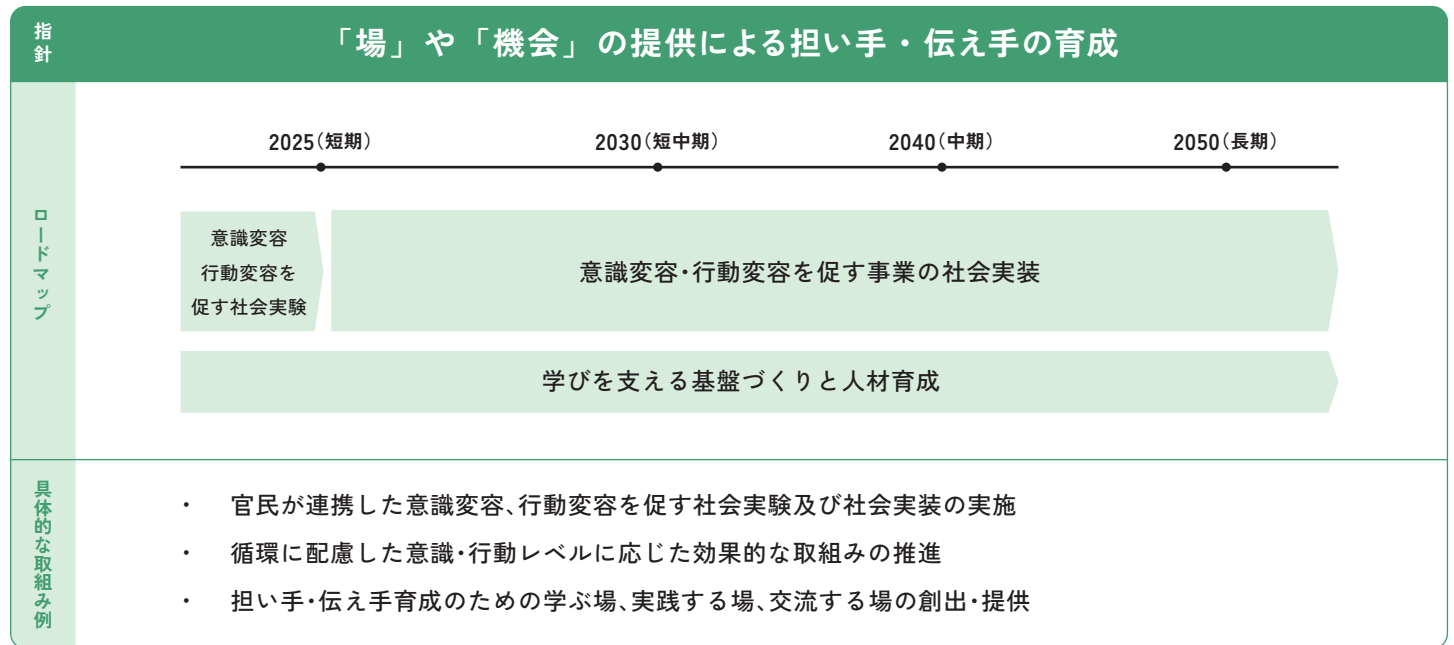 指針
「場」や「機会」の提供による担い手・伝え手の育成
ロードマップ
2025(短期)
2030(短中期)
2040(中期)
2050(長期)
意識変容
行動変容を
促す社会実験
意識変容・行動変容を促す事業の社会実装
学びを支える基盤づくりと人材育成
具体的な取組み例
・ 官民が連携した意識変容、行動変容を促す社会実験及び社会実装の実施
・ 循環に配慮した意識・行動レベルに応じた効果的な取組みの推進
・ 担い手・伝え手育成のための学ぶ場、実践する場、交流する場の創出・提供